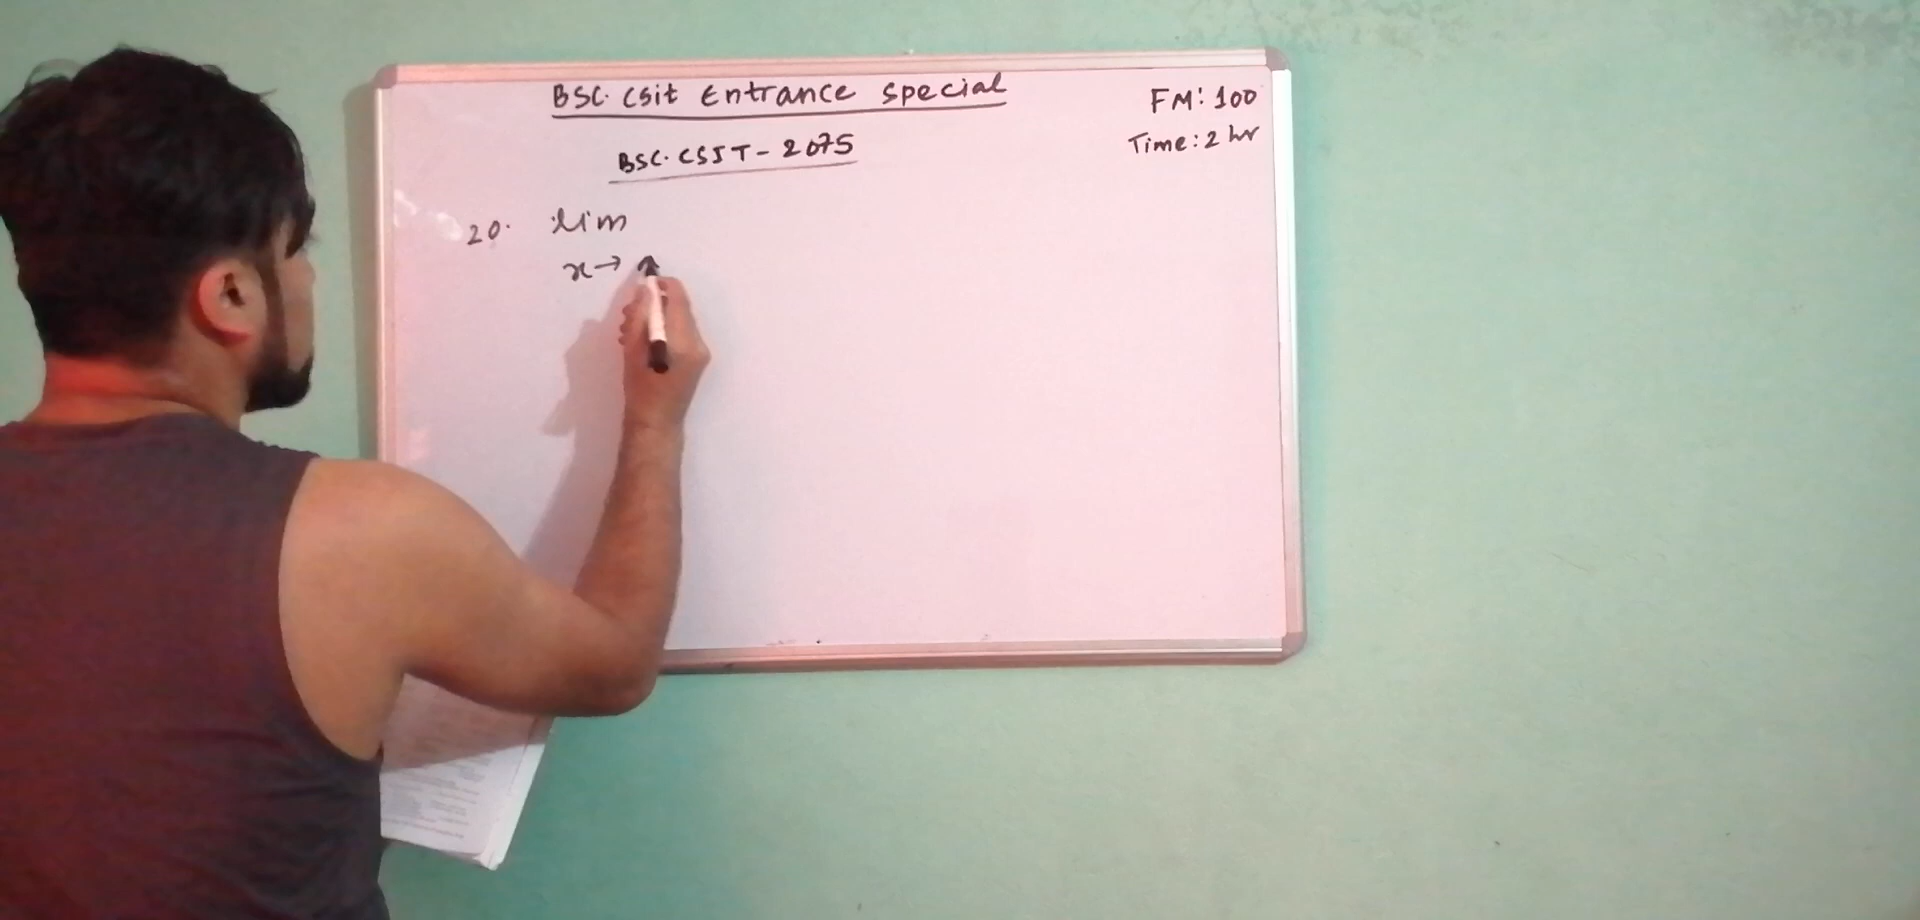 BSC. CSit Entrance Special
FM: 100
Time: 2 hr
BSC. CSIT - 2075
20. lim
x →